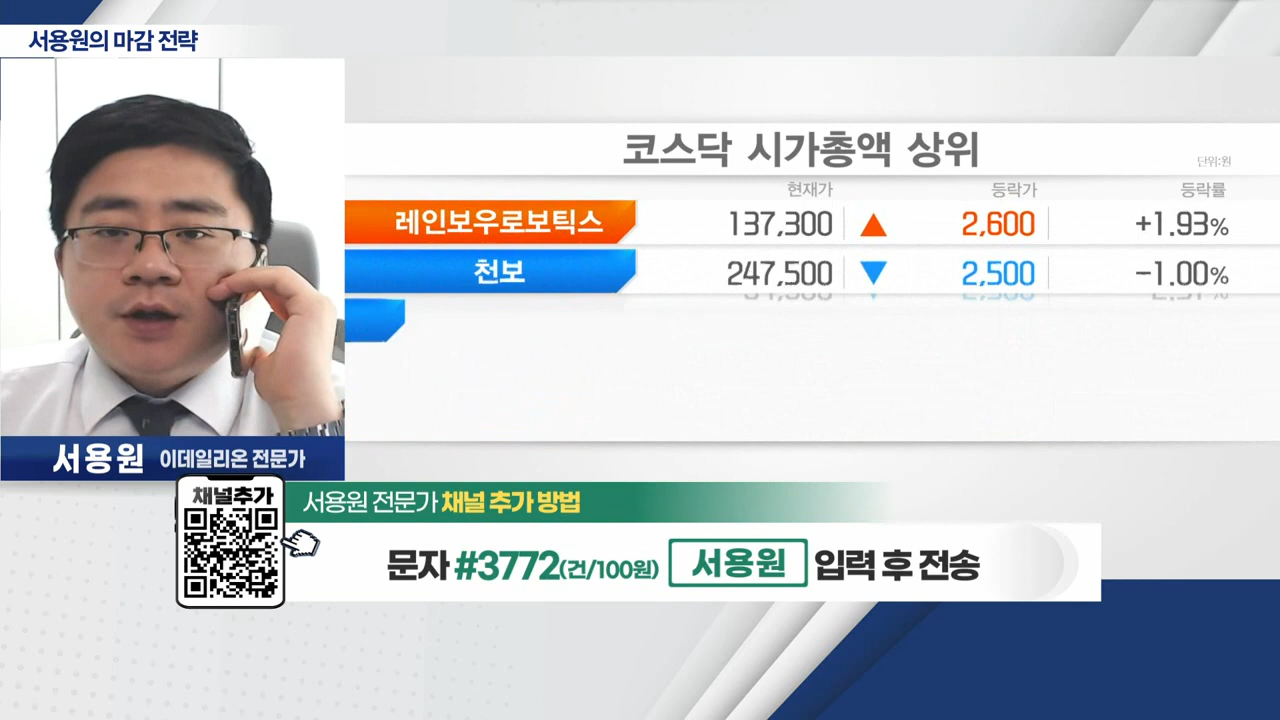 서용원의 마감 전략
코스닥 시가총액 상위
단위:원
현재가 등락가 등락률
레인보우로보틱스 137,300 ▲ 2,600 +1.93%
천보 247,500 ▼ 2,500 -1.00%
서용원 이데일리온 전문가
채널추가
서용원 전문가 채널 추가 방법
문자 #3772(건/100원) 서용원 입력 후 전송